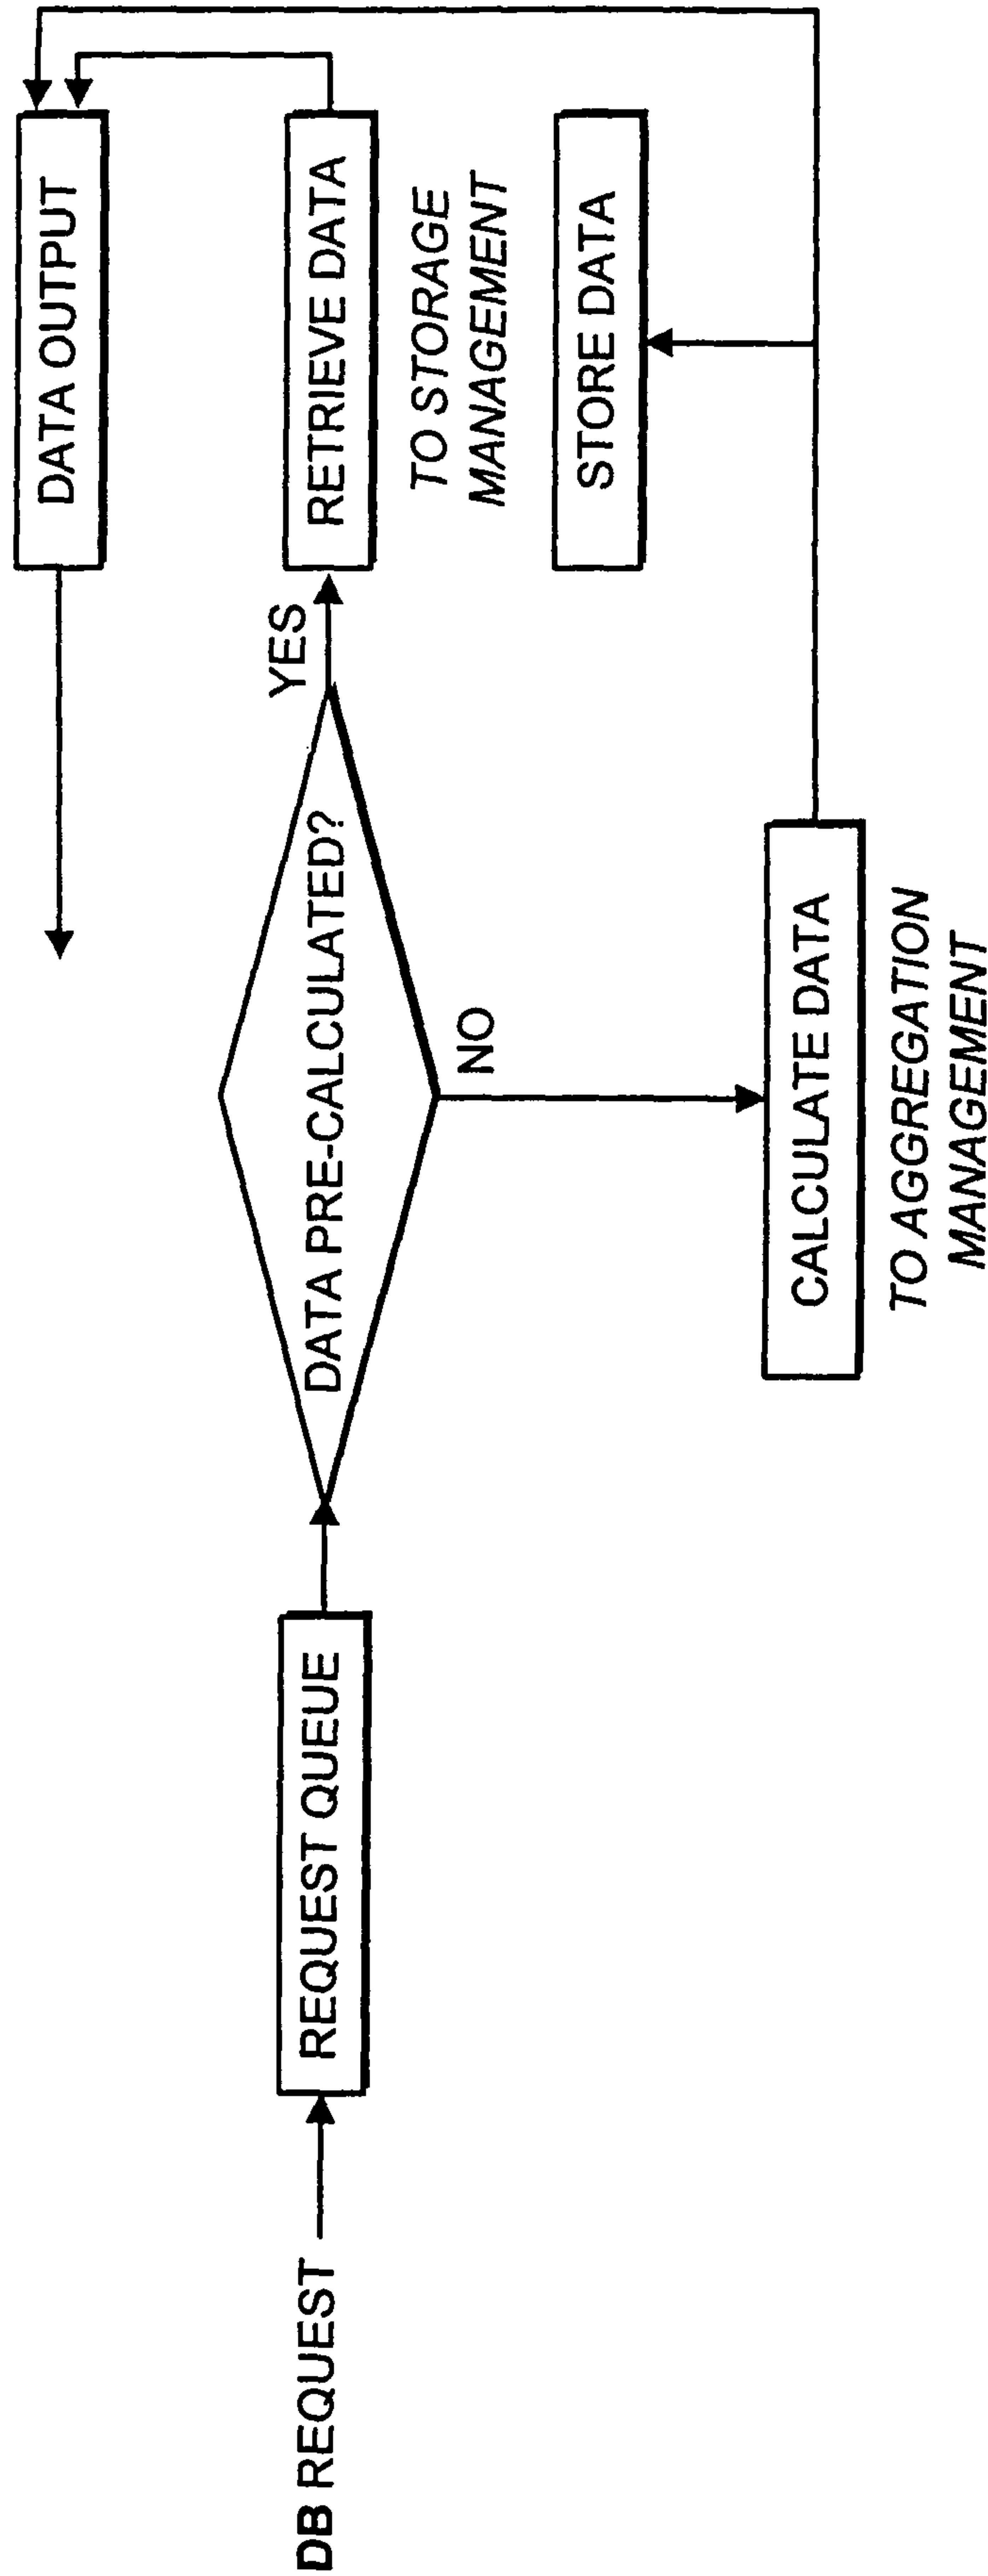 DB REQUEST
REQUEST QUEUE
DATA PRE-CALCULATED?
YES
NO
DATA OUTPUT
RETRIEVE DATA
TO STORAGE
MANAGEMENT
STORE DATA
CALCULATE DATA
TO AGGREGATION
MANAGEMENT